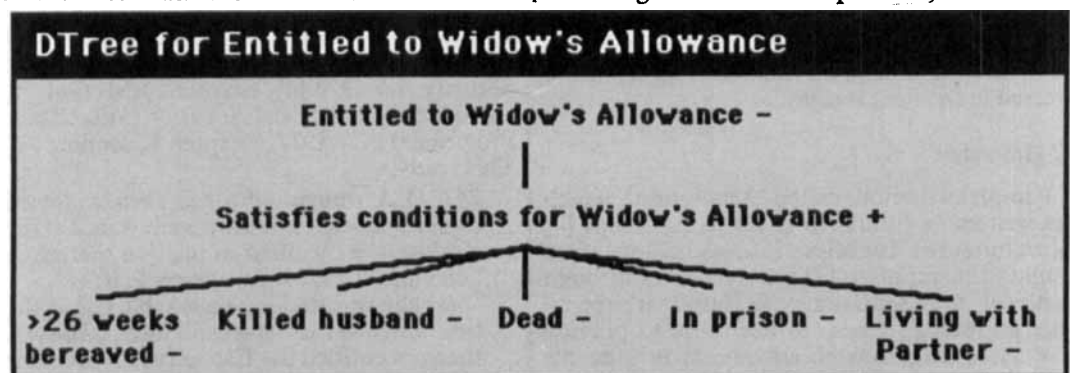 DTree for Entitled to Widow's Allowance
Entitled to Widow's Allowance –
Satisfies conditions for Widow's Allowance +
>26 weeks bereaved –
Killed husband –
Dead –
In prison –
Living with Partner –